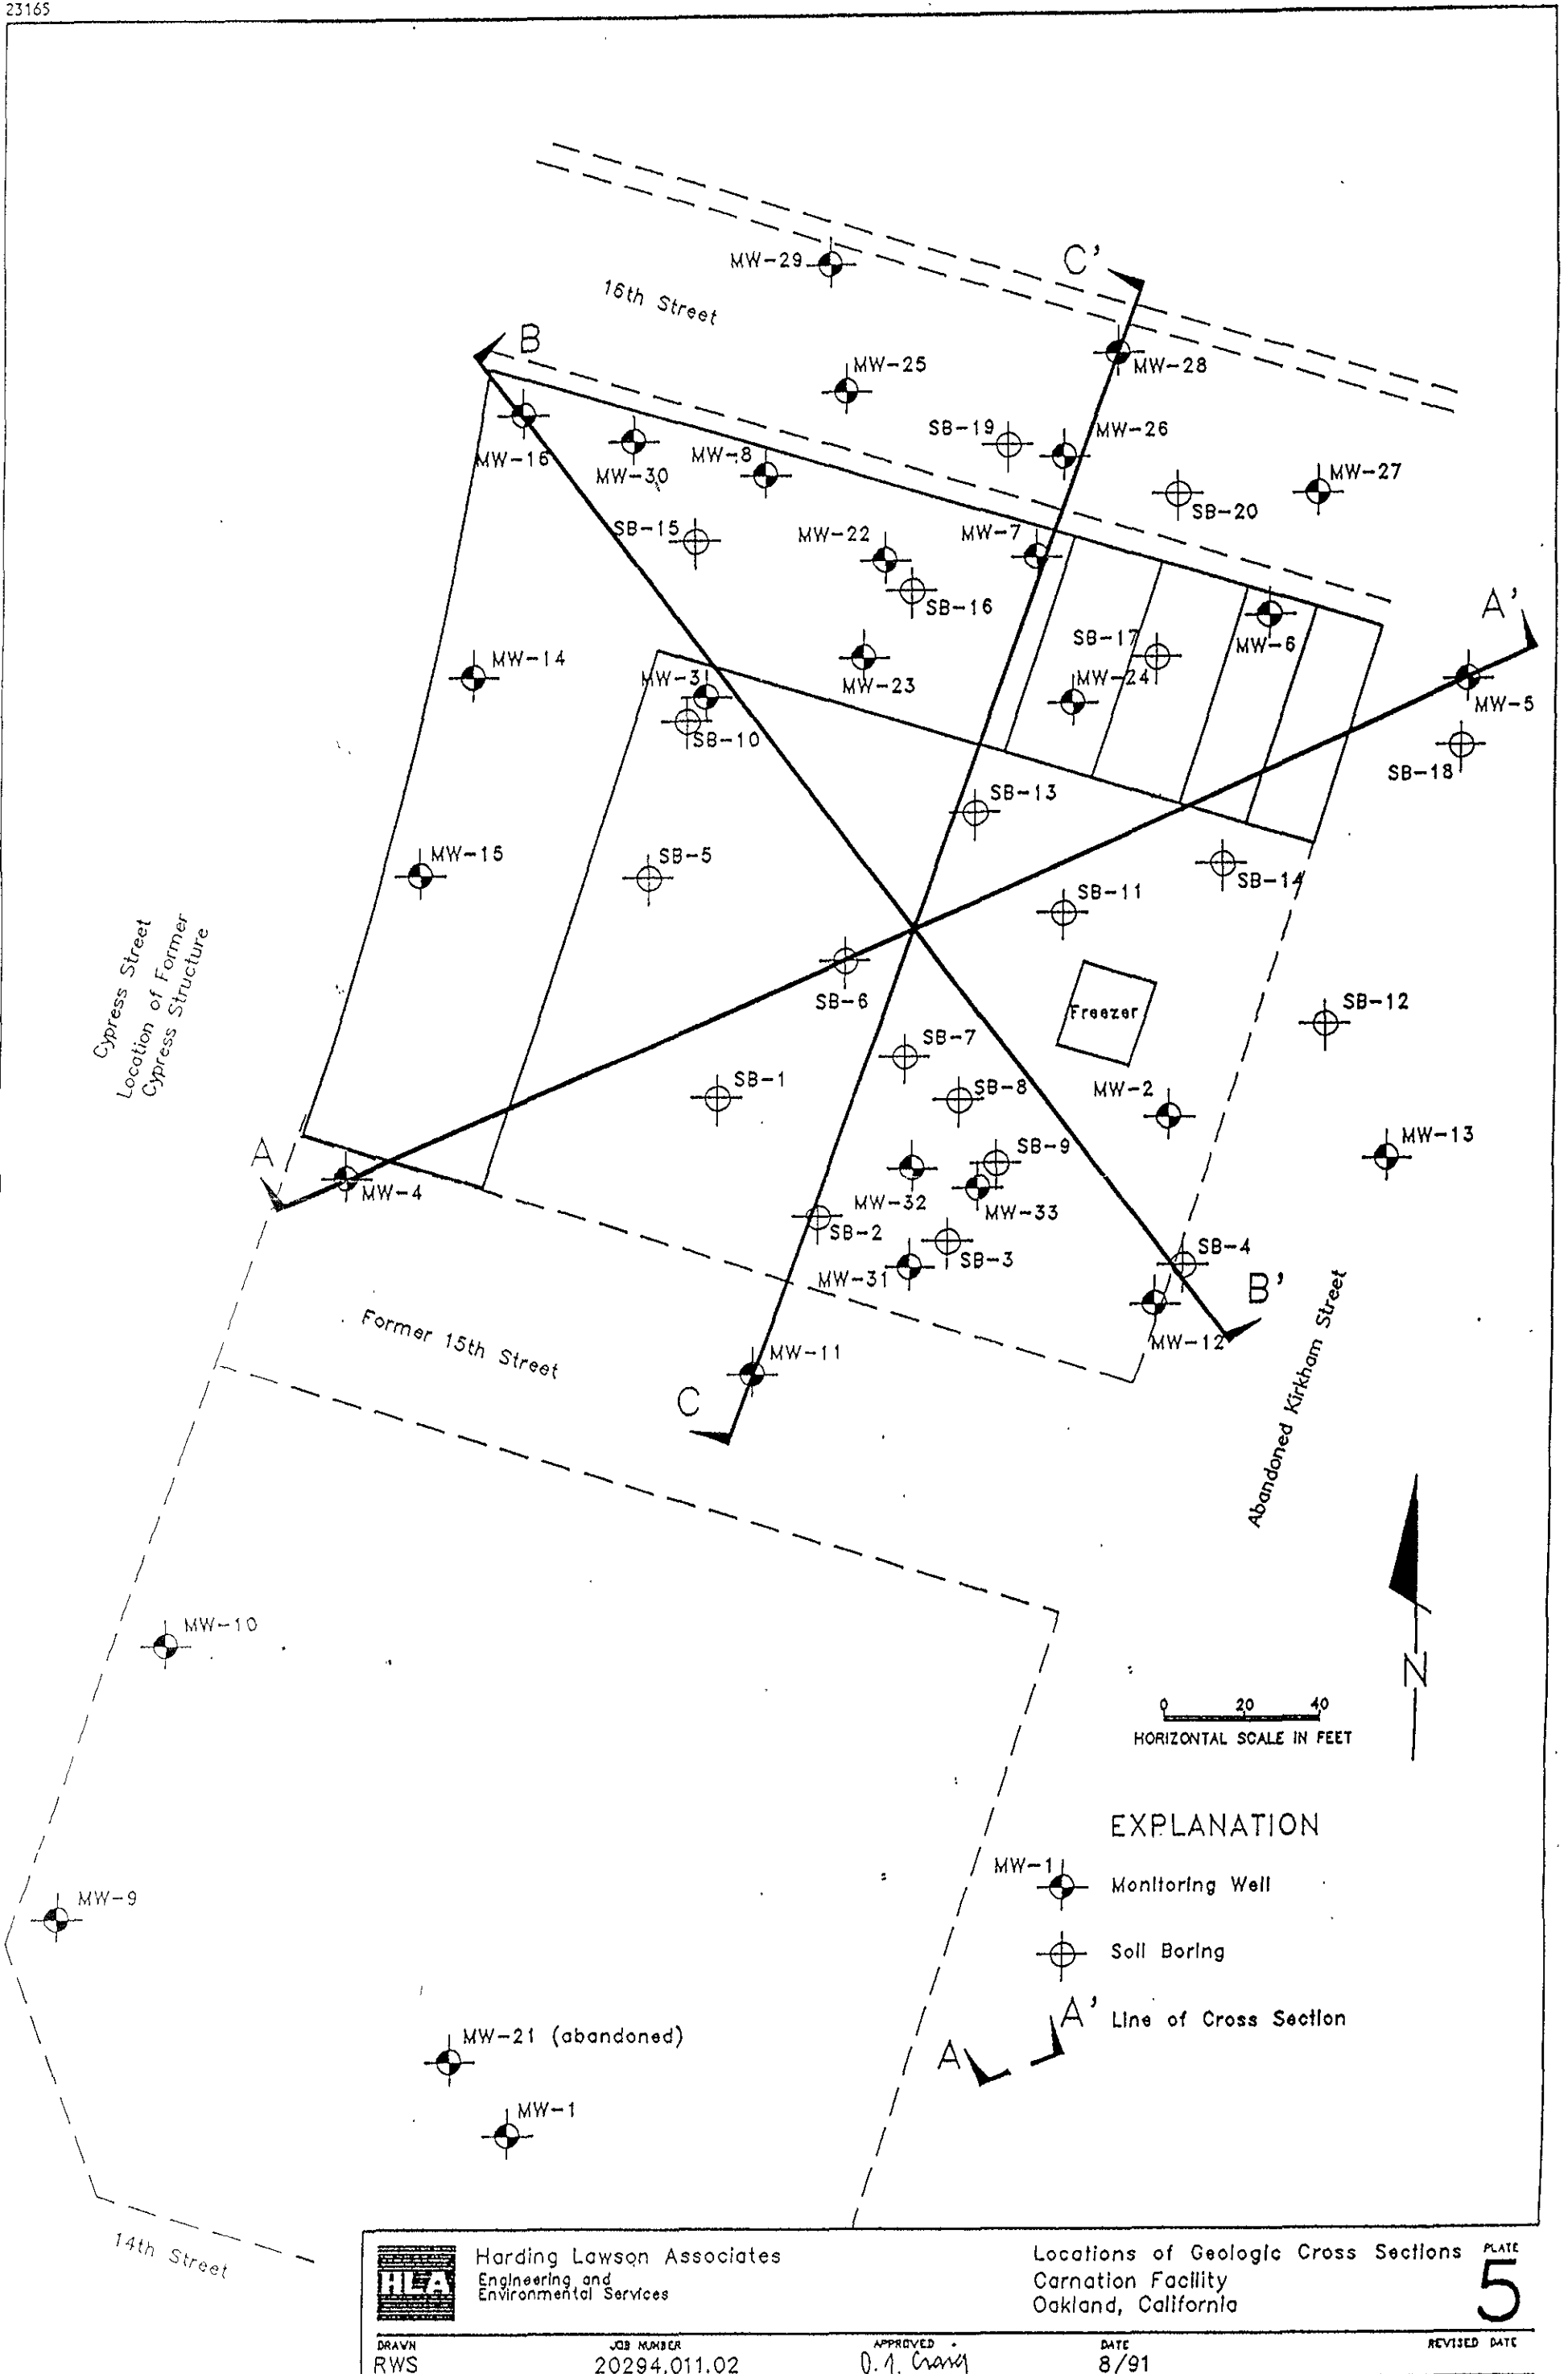 23165
C'
MW-29
16th Street
B
MW-28
MW-25
SB-19
MW-26
MW-16
MW-30
MW-8
MW-27
SB-20
SB-15
MW-22
MW-7
SB-16
A'
SB-17
MW-6
MW-14
MW-3
MW-23
MW-24
MW-5
SB-10
SB-18
SB-13
MW-15
SB-5
SB-14
SB-11
Cypress Street
Location of Former
Cypress Structure
SB-6
Freezer
SB-12
SB-7
SB-1
SB-8
MW-2
A
SB-9
MW-13
MW-4
MW-32
MW-33
SB-2
SB-3
SB-4
MW-31
B'
Former 15th Street
MW-12
MW-11
C
Abandoned Kirkham Street
MW-10
N
0 20 40
HORIZONTAL SCALE IN FEET
EXPLANATION
MW-1
Monitoring Well
MW-9
Soil Boring
A A' Line of Cross Section
MW-21 (abandoned)
MW-1
14th Street
HLA
Harding Lawson Associates
Engineering and
Environmental Services
Locations of Geologic Cross Sections
Carnation Facility
Oakland, California
PLATE
5
DRAWN
RWS
JOB NUMBER
20294,011.02
APPROVED
DATE
8/91
REVISED DATE